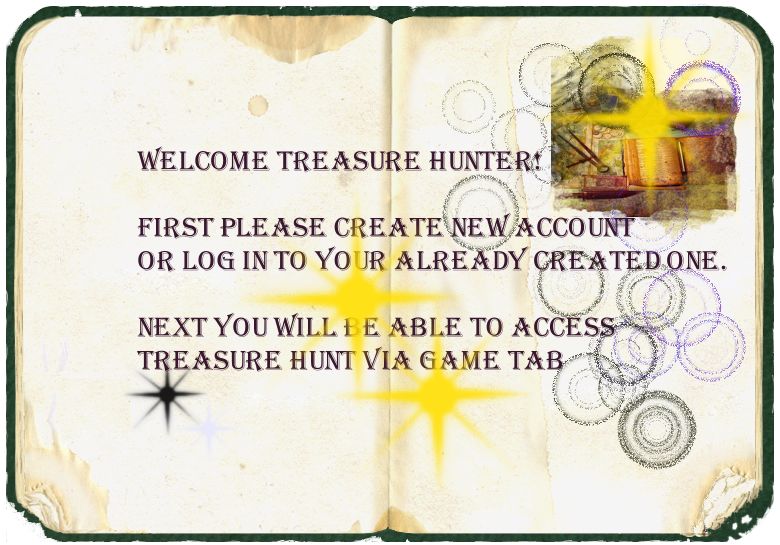 WELCOME TREASURE HUNTER!
FIRST PLEASE CREATE NEW ACCOUNT
OR LOG IN TO YOUR ALREADY CREATED ONE.
NEXT YOU WILL BE ABLE TO ACCESS
TREASURE HUNT VIA GAME TAB